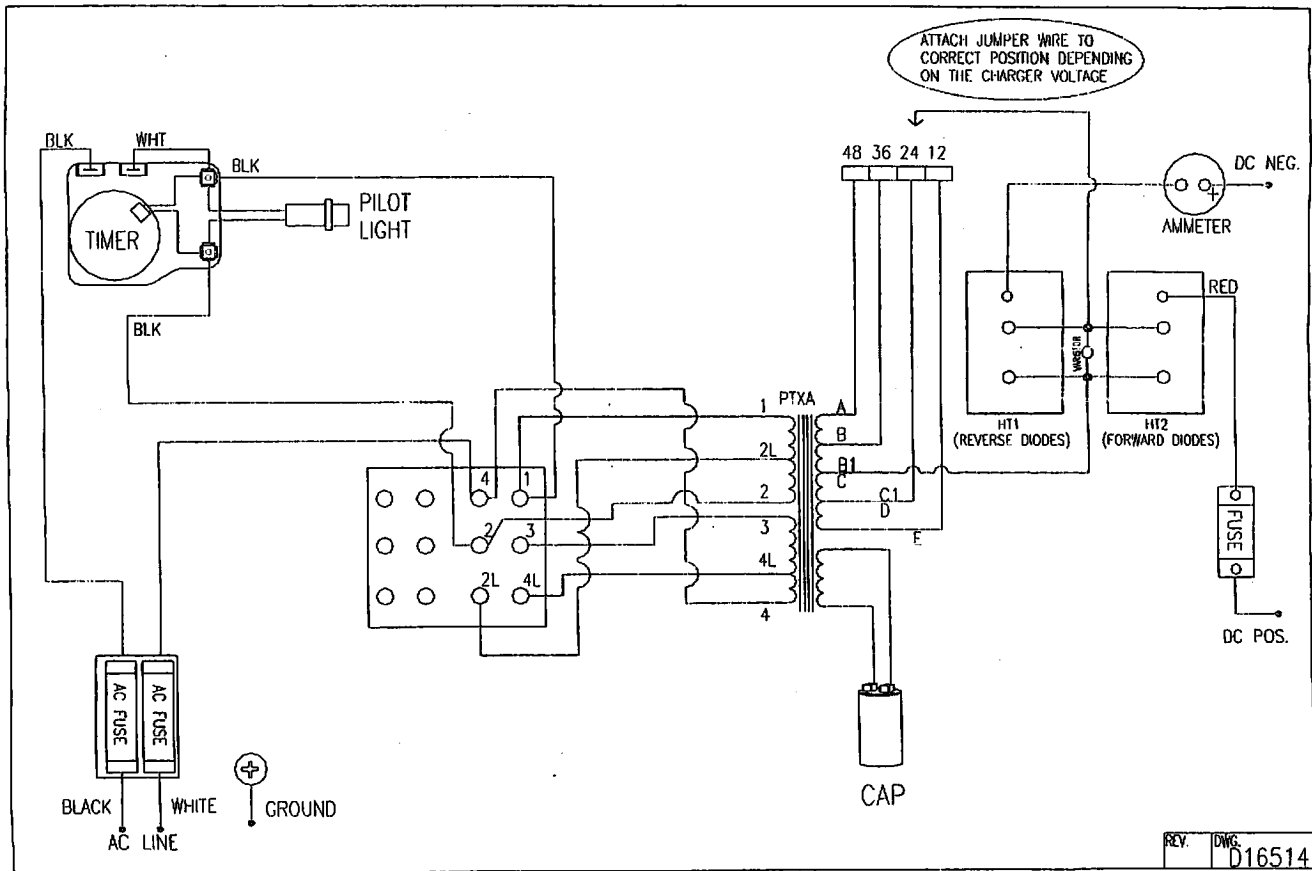 ATTACH JUMPER WIRE TO
CORRECT POSITION DEPENDING
ON THE CHARGER VOLTAGE
BLK
WHT
BLK
48 36 24 12
DC NEG.
PILOT
LIGHT
TIMER
AMMETER
RED
BLK
VARISTOR
1
PTXA
A
HT1
(REVERSE DIODES)
HT2
(FORWARD DIODES)
B
2L
B1
C
4
1
2
C1
D
2
3
3
E
FUSE
4L
2L
4L
4
DC POS.
AC FUSE
AC FUSE
CAP
BLACK
WHITE
GROUND
AC LINE
REV.
DWG.
D16514